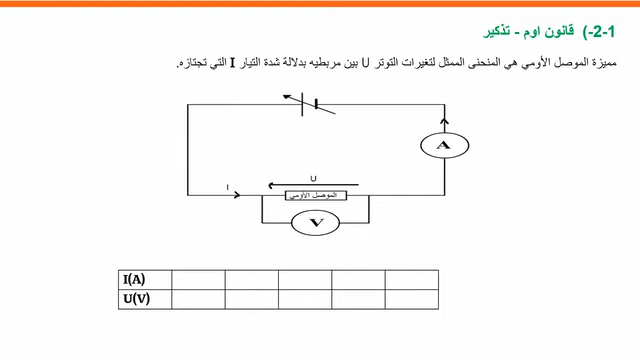 1-2-) قانون اوم - تذكير
مميزة الموصل الأومي هي المنحنى الممثل لتغيرات التوتر U بين مربطيه بدلالة شدة التيار I التي تجتازه.
A
U
I
الموصل الأومي
V
I(A)
U(V)